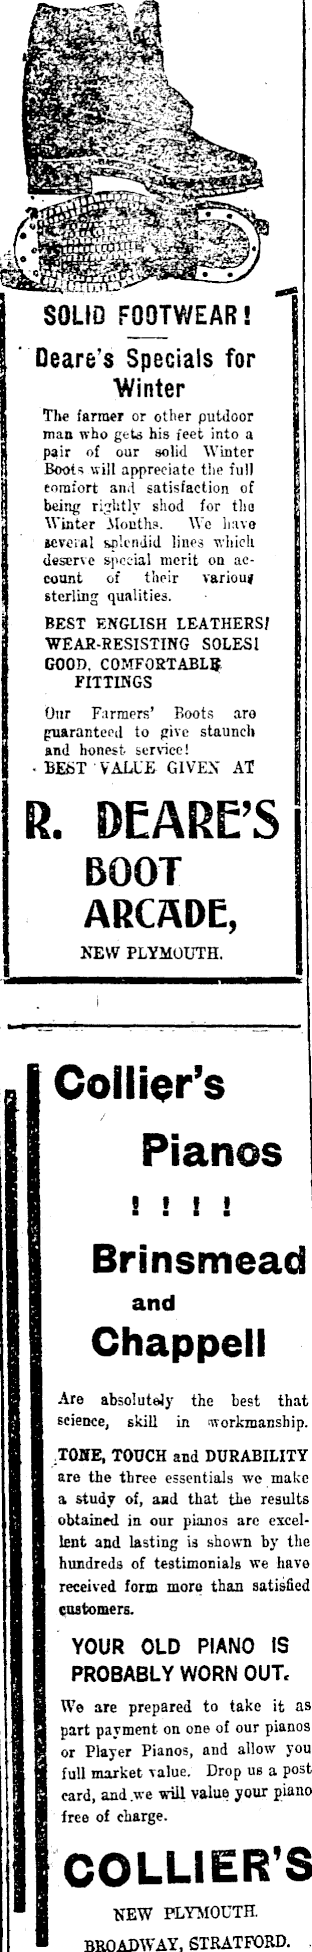 SOLID FOOTWEAR!
Deare's Specials for
Winter
The farmer or other outdoor
man who gets his feet into a
pair of our solid Winter
Boots will appreciate the full
comfort and satisfaction of
being rightly shod for the
Winter Months. We have
several splendid lines which
deserve special merit on ac-
count of their various
sterling qualities.
BEST ENGLISH LEATHERS!
WEAR-RESISTING SOLES!
GOOD, COMFORTABLE
FITTINGS
Our Farmers' Boots are
guaranteed to give staunch
and honest service!
BEST VALUE GIVEN AT
R. DEARE'S
BOOT
ARCADE,
NEW PLYMOUTH.
Collier's
Pianos
! ! ! !
Brinsmead
and
Chappell
Are absolutely the best that
science, skill in workmanship.
TONE, TOUCH and DURABILITY
are the three essentials we make
a study of, and that the results
obtained in our pianos are excel-
lent and lasting is shown by the
hundreds of testimonials we have
received form more than satisfied
customers.
YOUR OLD PIANO IS
PROBABLY WORN OUT.
We are prepared to take it as
part payment on one of our pianos
or Player Pianos, and allow you
full market value. Drop us a post
card, and we will value your piano
free of charge.
COLLIER'S
NEW PLYMOUTH.
BROADWAY, STRATFORD.